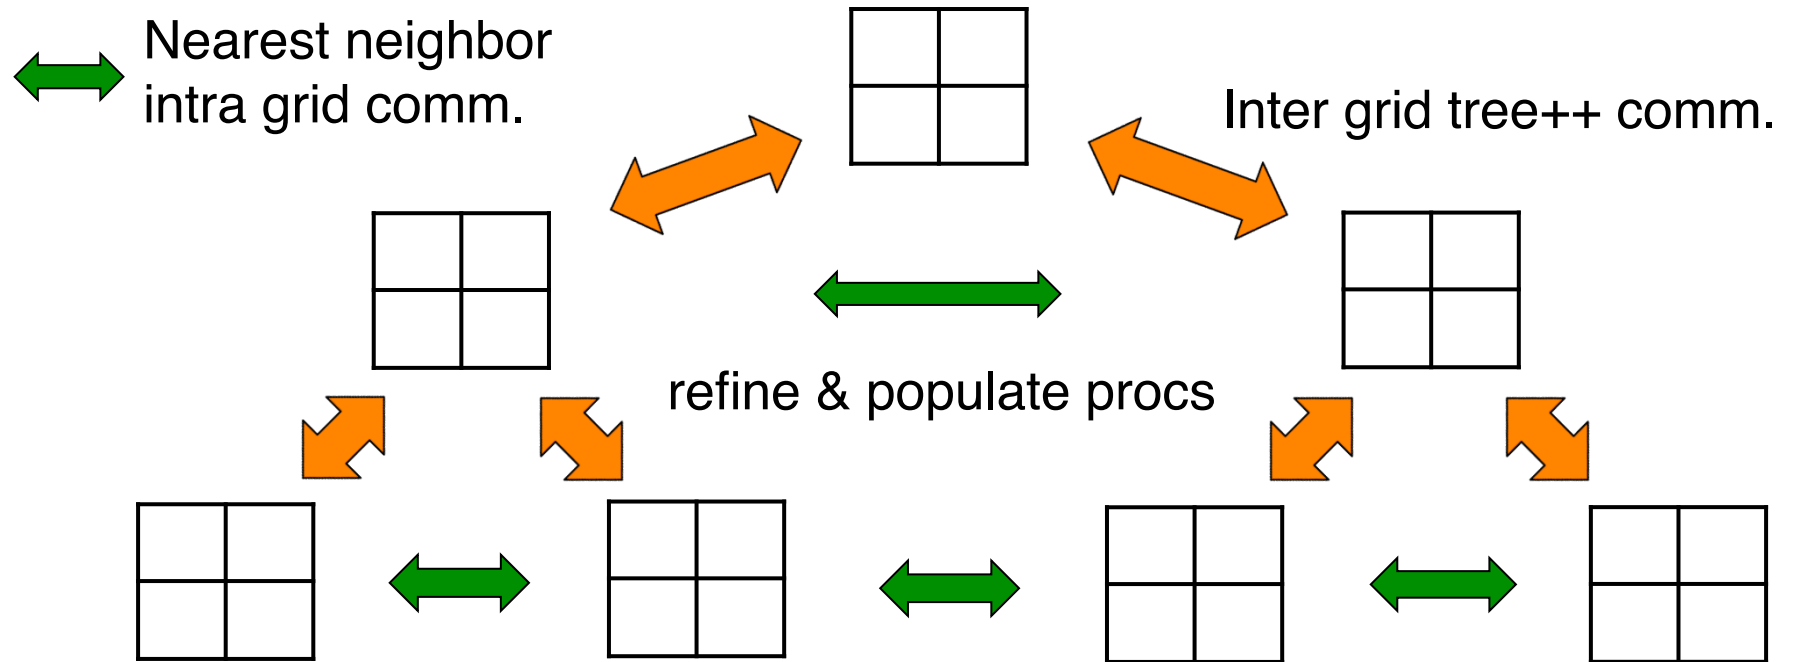 Nearest neighbor
intra grid comm.
Inter grid tree++ comm.
refine & populate procs